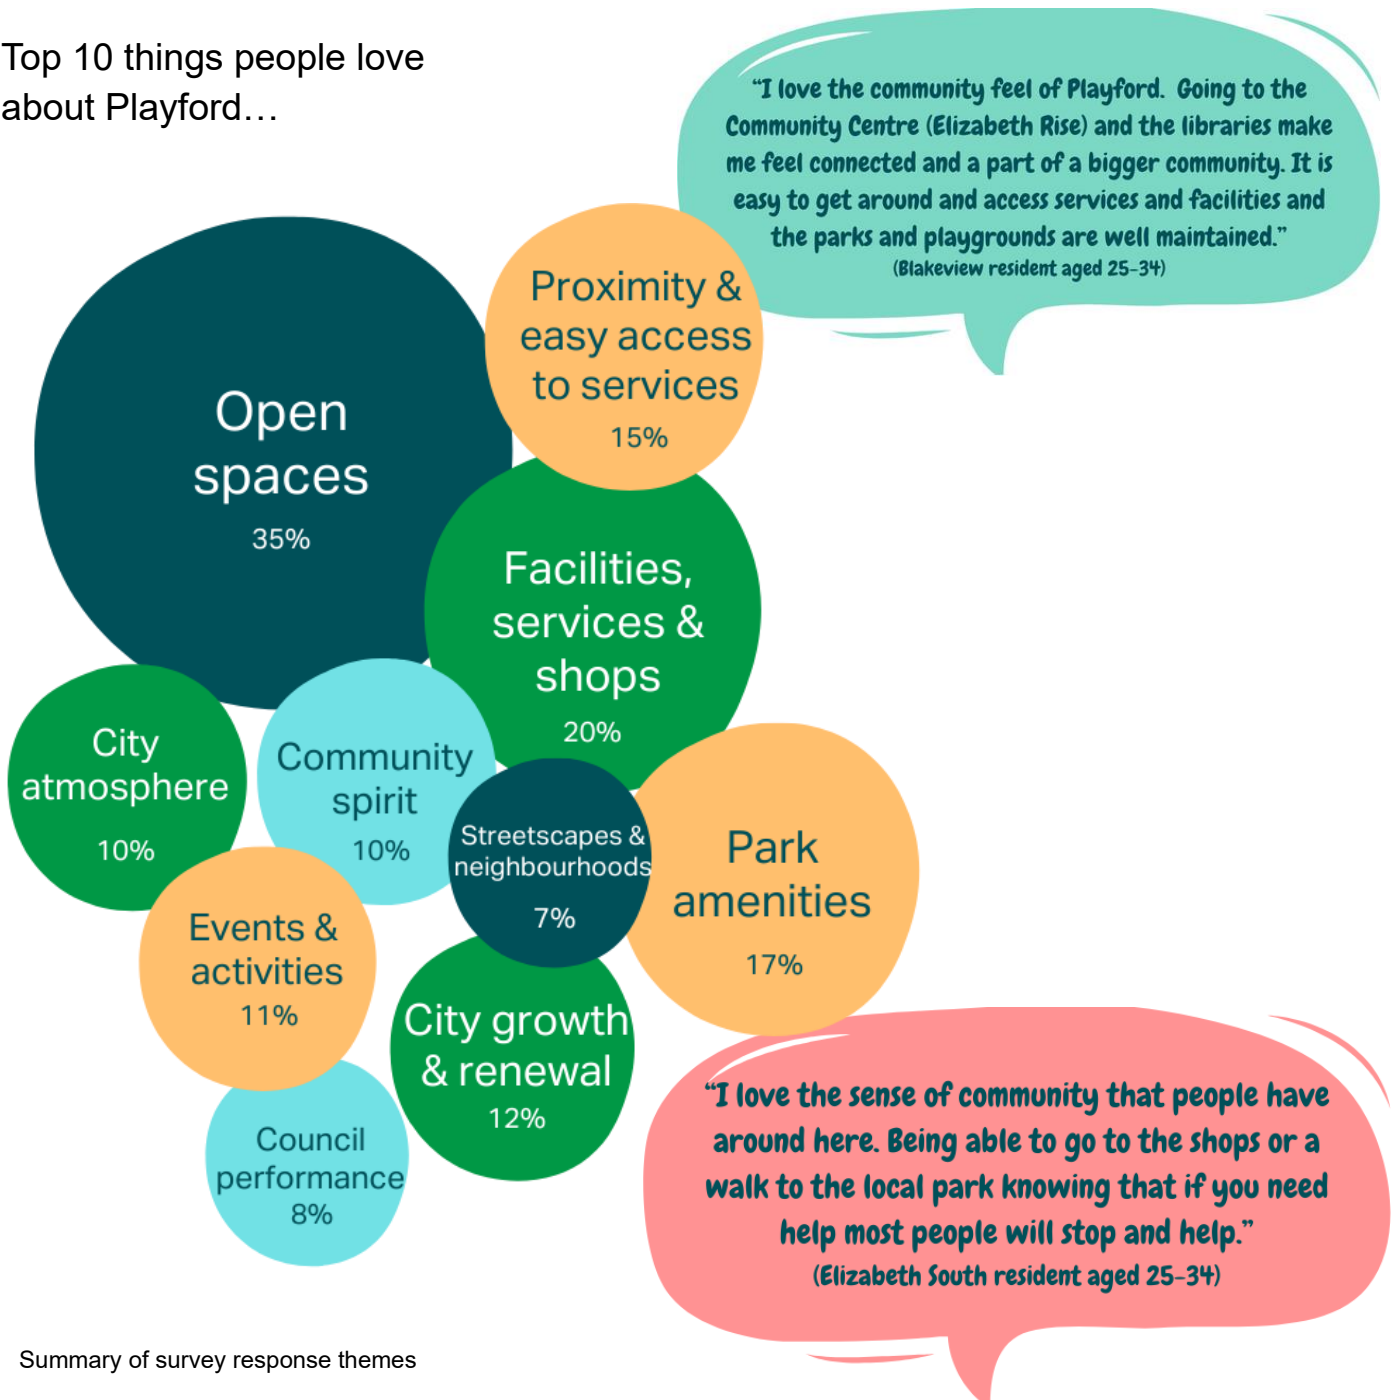 Top 10 things people love
about Playford…
“I love the community feel of Playford. Going to the
Community Centre (Elizabeth Rise) and the libraries make
me feel connected and a part of a bigger community. It is
easy to get around and access services and facilities and
the parks and playgrounds are well maintained.”
(Blakeview resident aged 25-34)
Proximity &
easy access
to services
15%
Open
spaces
35%
Facilities,
services &
shops
20%
City
atmosphere
10%
Community
spirit
10%
Streetscapes &
neighbourhoods
7%
Park
amenities
17%
Events &
activities
11%
City growth
& renewal
12%
Council
performance
8%
“I love the sense of community that people have
around here. Being able to go to the shops or a
walk to the local park knowing that if you need
help most people will stop and help.”
(Elizabeth South resident aged 25-34)
Summary of survey response themes